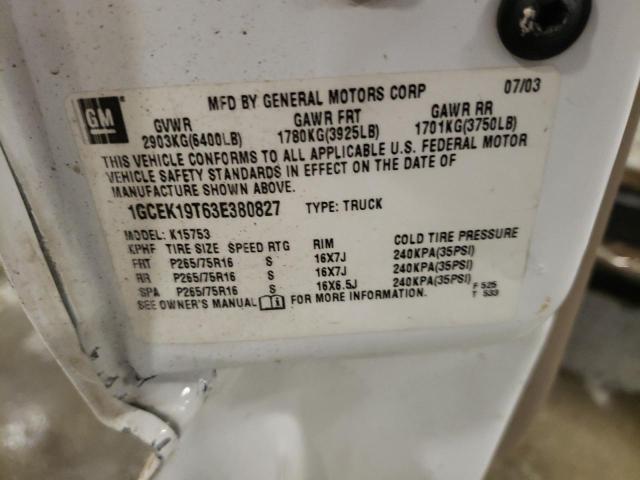 GM
MFD BY GENERAL MOTORS CORP 07/03
GVWR GAWR FRT GAWR RR
2903KG(6400LB) 1780KG(3925LB) 1701KG(3750LB)
THIS VEHICLE CONFORMS TO ALL APPLICABLE U.S. FEDERAL MOTOR
VEHICLE SAFETY STANDARDS IN EFFECT ON THE DATE OF
MANUFACTURE SHOWN ABOVE.
1GCEK19T63E380827 TYPE: TRUCK
MODEL: K15753
KPHF TIRE SIZE SPEED RTG RIM COLD TIRE PRESSURE
FRT P265/75R16 S 16X7J 240KPA(35PSI)
RR P265/75R16 S 16X7J 240KPA(35PSI)
SPA P265/75R16 S 16X6.5J 240KPA(35PSI)
SEE OWNER'S MANUAL i FOR MORE INFORMATION.
F 525
T 533